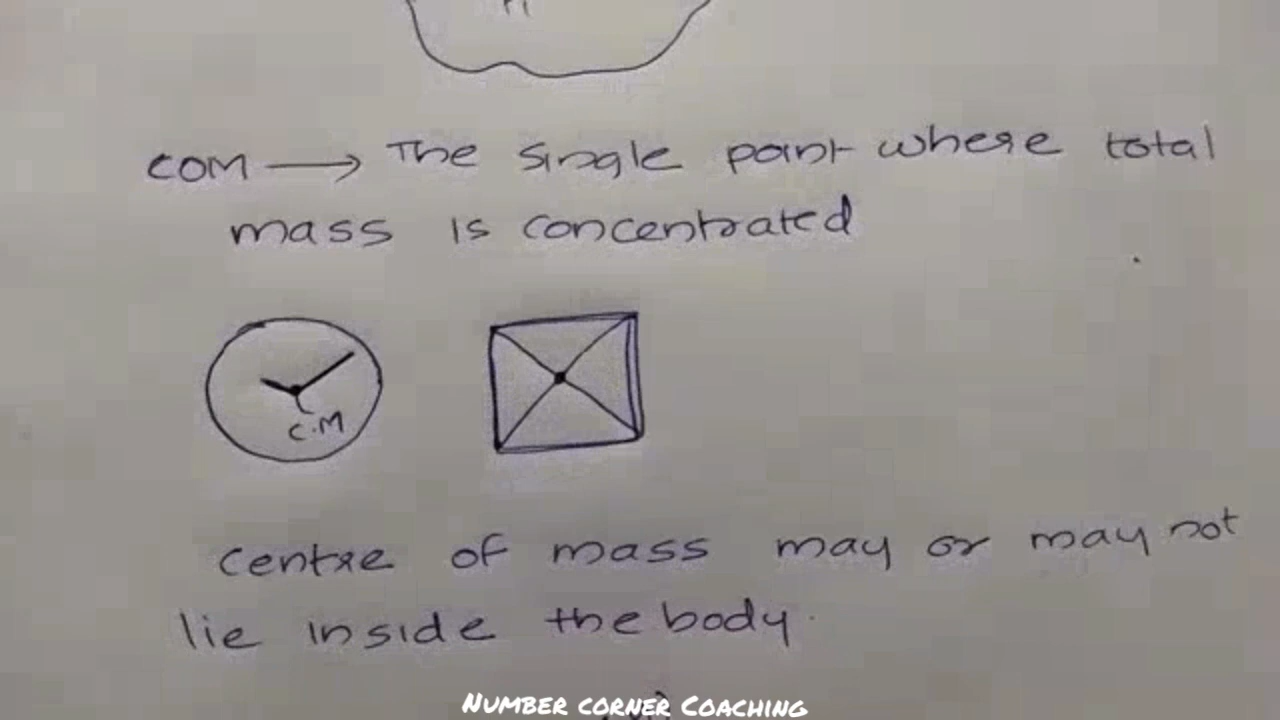 COM → The single point where total
mass is concentrated
C.M
centre of mass may or may not
lie inside the body.
NUMBER CORNER COACHING